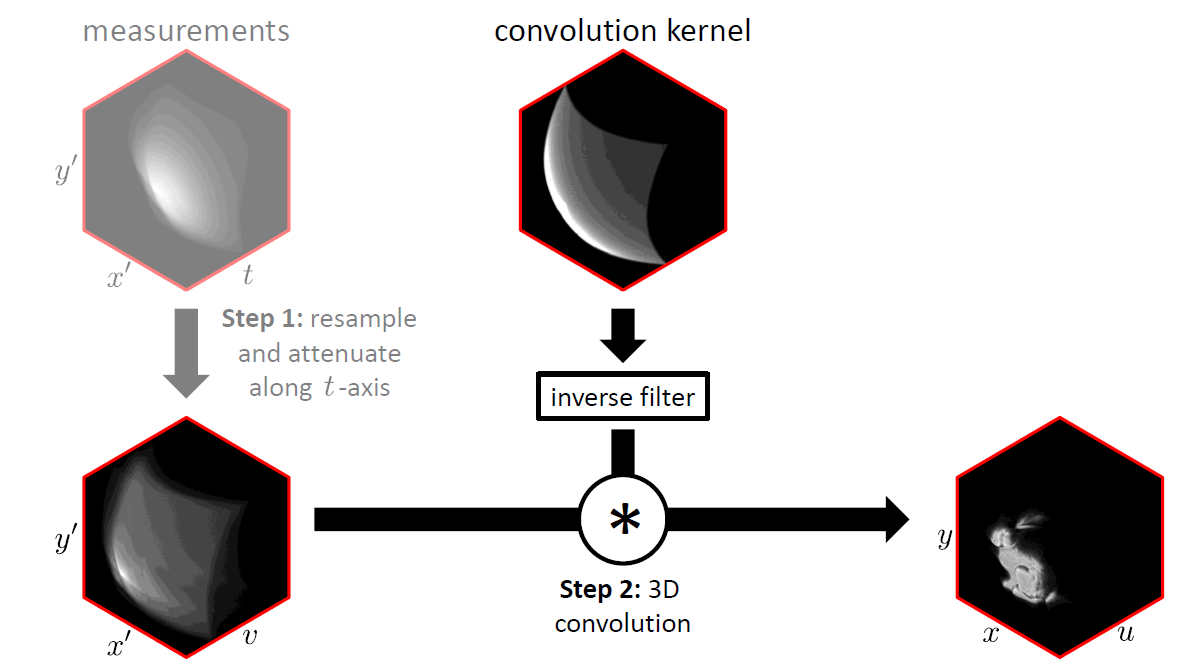 measurements
convolution kernel
y′
x′
t
Step 1: resample
and attenuate
along t-axis
inverse filter
y′
x′
v
*
Step 2: 3D
convolution
y
x
u